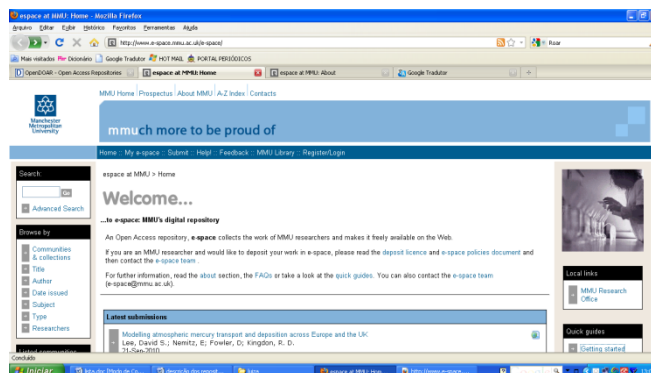 espace at MMU: Home - Mozilla Firefox
Arquivo Editar Exibir Histórico Favoritos Ferramentas Ajuda
http://www.e-space.mmu.ac.uk/e-space/
Roar
Mais visitados Dicionário Google Tradutor HOT MAIL PORTAL PERIÓDICOS
OpenDOAR - Open Access Repositories
espace at MMU: Home
espace at MMU: About
Google Tradutor
MMU Home Prospectus About MMU A-Z Index Contacts
Manchester
Metropolitan
University
mmuch more to be proud of
Home :: My e-space :: Submit :: Help! :: Feedback :: MMU Library :: Register/Login
Search:
Go
Advanced Search
Browse by
Communities
& collections
Title
Author
Date issued
Subject
Type
Researchers
espace at MMU > Home
Welcome...
...to e-space: MMU's digital repository
An Open Access repository, e-space collects the work of MMU researchers and makes it freely available on the Web.
If you are an MMU researcher and would like to deposit your work in e-space, please read the deposit licence and e-space policies document and
then contact the e-space team .
For further information, read the about section, the FAQs or take a look at the quick guides. You can also contact the e-space team
(e-space@mmu.ac.uk).
Latest submissions
Modelling atmospheric mercury transport and deposition across Europe and the UK
Lee, David S.; Nemitz, E; Fowler, D; Kingdon, R. D.
21-Sep-2010
Local links
MMU Research
Office
Quick guides
Getting started
Concluído
Iniciar